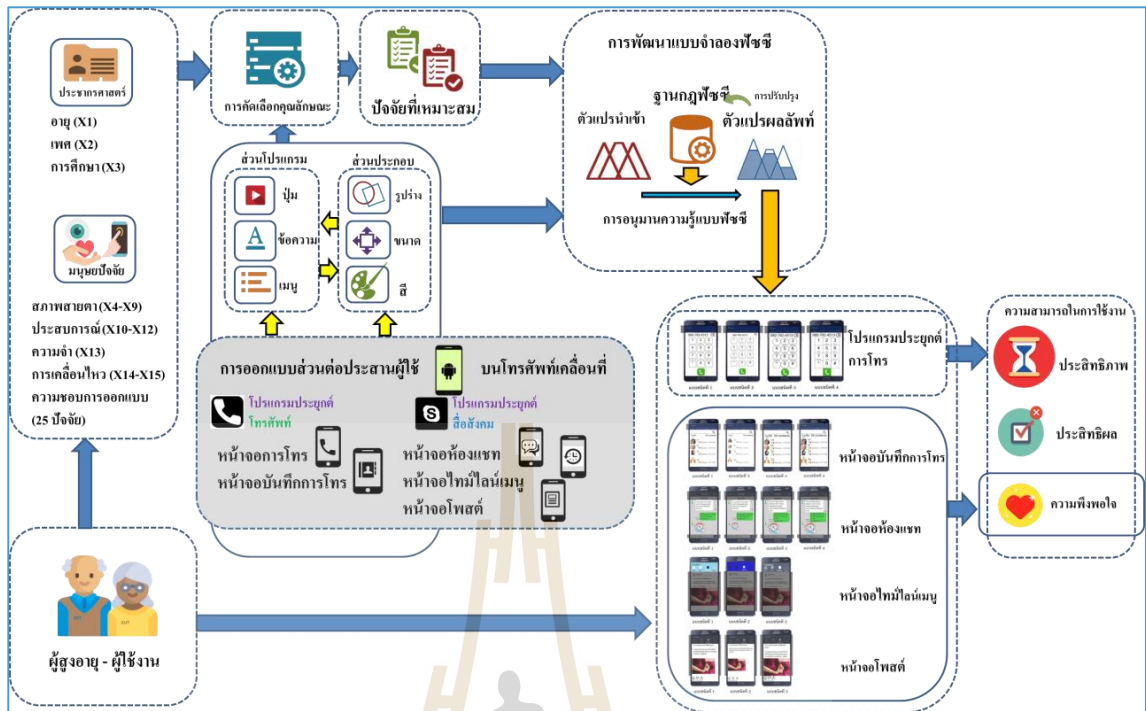 ประชากรศาสตร์
อายุ (X1)
เพศ (X2)
การศึกษา (X3)
มนุษยปัจจัย
สภาพสายตา (X4-X9)
ประสบการณ์ (X10-X12)
ความจำ (X13)
การเคลื่อนไหว (X14-X15)
ความชอบการออกแบบ
(25 ปัจจัย)
ผู้สูงอายุ - ผู้ใช้งาน
การคัดเลือกคุณลักษณะ
ปัจจัยที่เหมาะสม
ส่วนโปรแกรม
ปุ่ม
ข้อความ
เมนู
ส่วนประกอบ
รูปร่าง
ขนาด
สี
การออกแบบส่วนต่อประสานผู้ใช้ บนโทรศัพท์เคลื่อนที่
โปรแกรมประยุกต์
โทรศัพท์
หน้าจอการโทร
หน้าจอบันทึกการโทร
โปรแกรมประยุกต์
สื่อสังคม
หน้าจอห้องแชท
หน้าจอไทม์ไลน์เมนู
หน้าจอโพสต์
การพัฒนาแบบจำลองฟัซซี
ฐานกฎฟัซซี
การปรับปรุง
ตัวแปรนำเข้า
ตัวแปรผลลัพท์
การอนุมานความรู้แบบฟัซซี
โปรแกรมประยุกต์
การโทร
หน้าจอบันทึกการโทร
หน้าจอห้องแชท
หน้าจอไทม์ไลน์เมนู
หน้าจอโพสต์
ความสามารถในการใช้งาน
ประสิทธิภาพ
ประสิทธิผล
ความพึงพอใจ